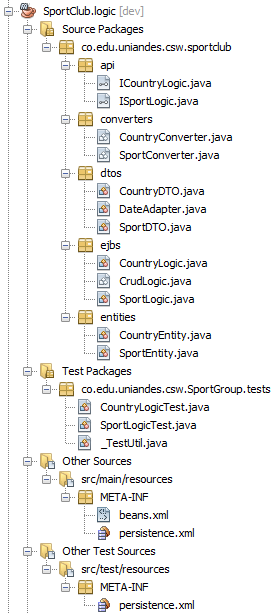 SportClub.logic [dev]
Source Packages
co.edu.uniandes.csw.sportclub
api
ICountryLogic.java
ISportLogic.java
converters
CountryConverter.java
SportConverter.java
dtos
CountryDTO.java
DateAdapter.java
SportDTO.java
ejbs
CountryLogic.java
CrudLogic.java
SportLogic.java
entities
CountryEntity.java
SportEntity.java
Test Packages
co.edu.uniandes.csw.SportGroup.tests
CountryLogicTest.java
SportLogicTest.java
_TestUtil.java
Other Sources
src/main/resources
META-INF
beans.xml
persistence.xml
Other Test Sources
src/test/resources
META-INF
persistence.xml